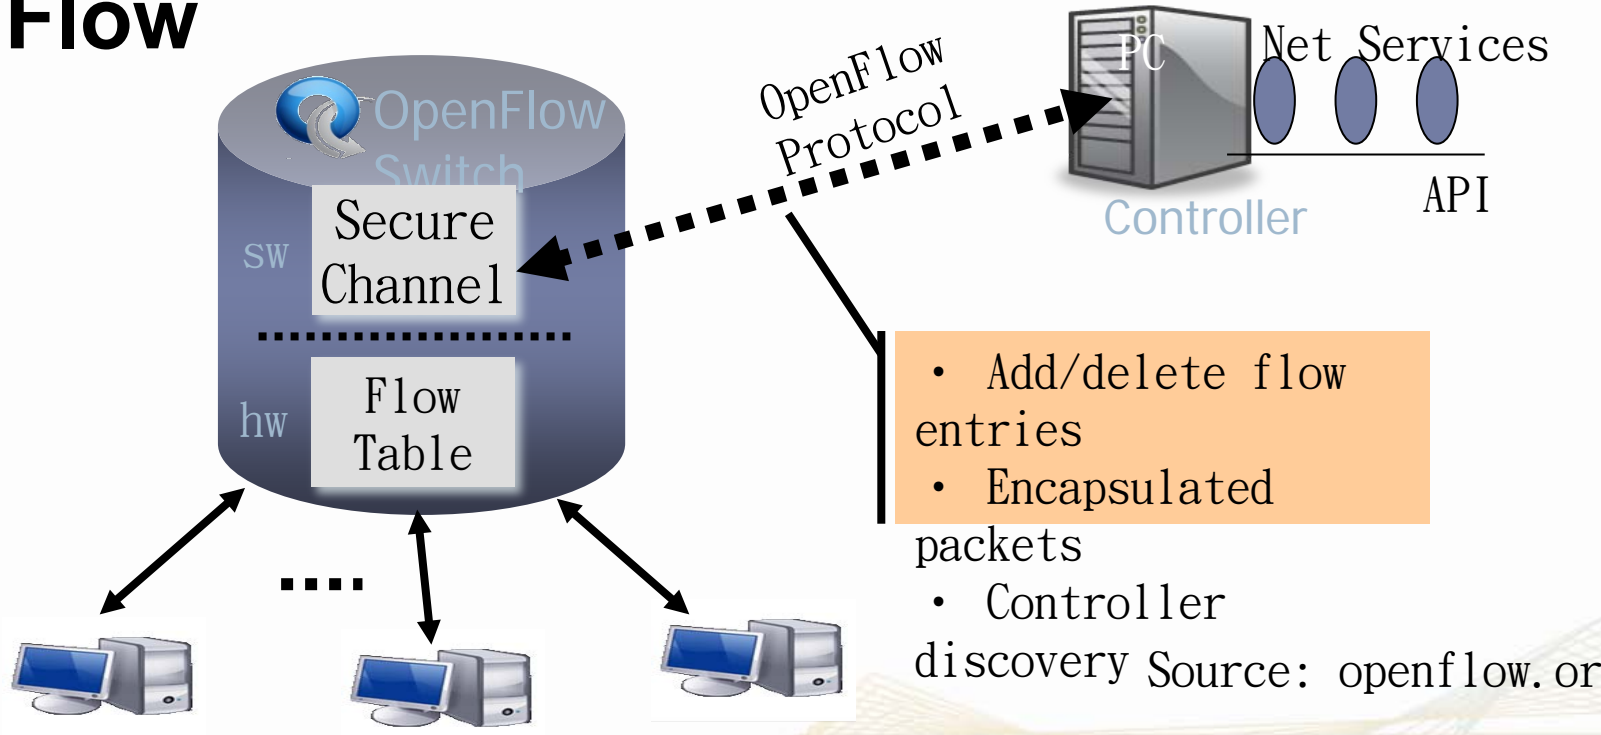 Flow
OpenFlow
Switch
sw
Secure
Channel
hw
Flow
Table
OpenFlow
Protocol
PC
Net Services
API
Controller
• Add/delete flow
entries
• Encapsulated
packets
• Controller
discovery
Source: openflow.or